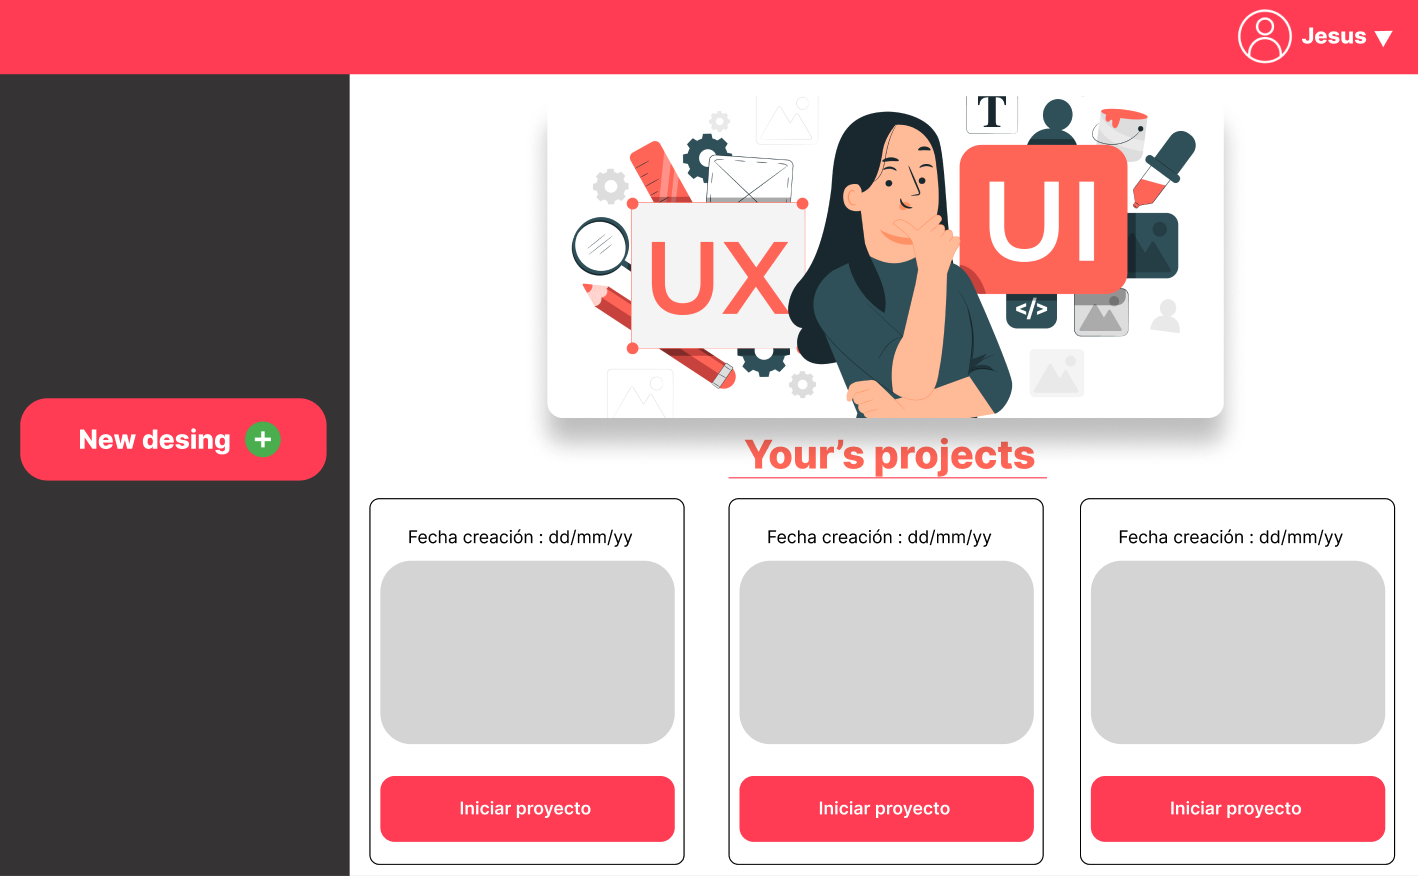 Jesus
T
UX
UI
</>
New desing
Your's projects
Fecha creación : dd/mm/yy
Fecha creación : dd/mm/yy
Fecha creación : dd/mm/yy
Iniciar proyecto
Iniciar proyecto
Iniciar proyecto